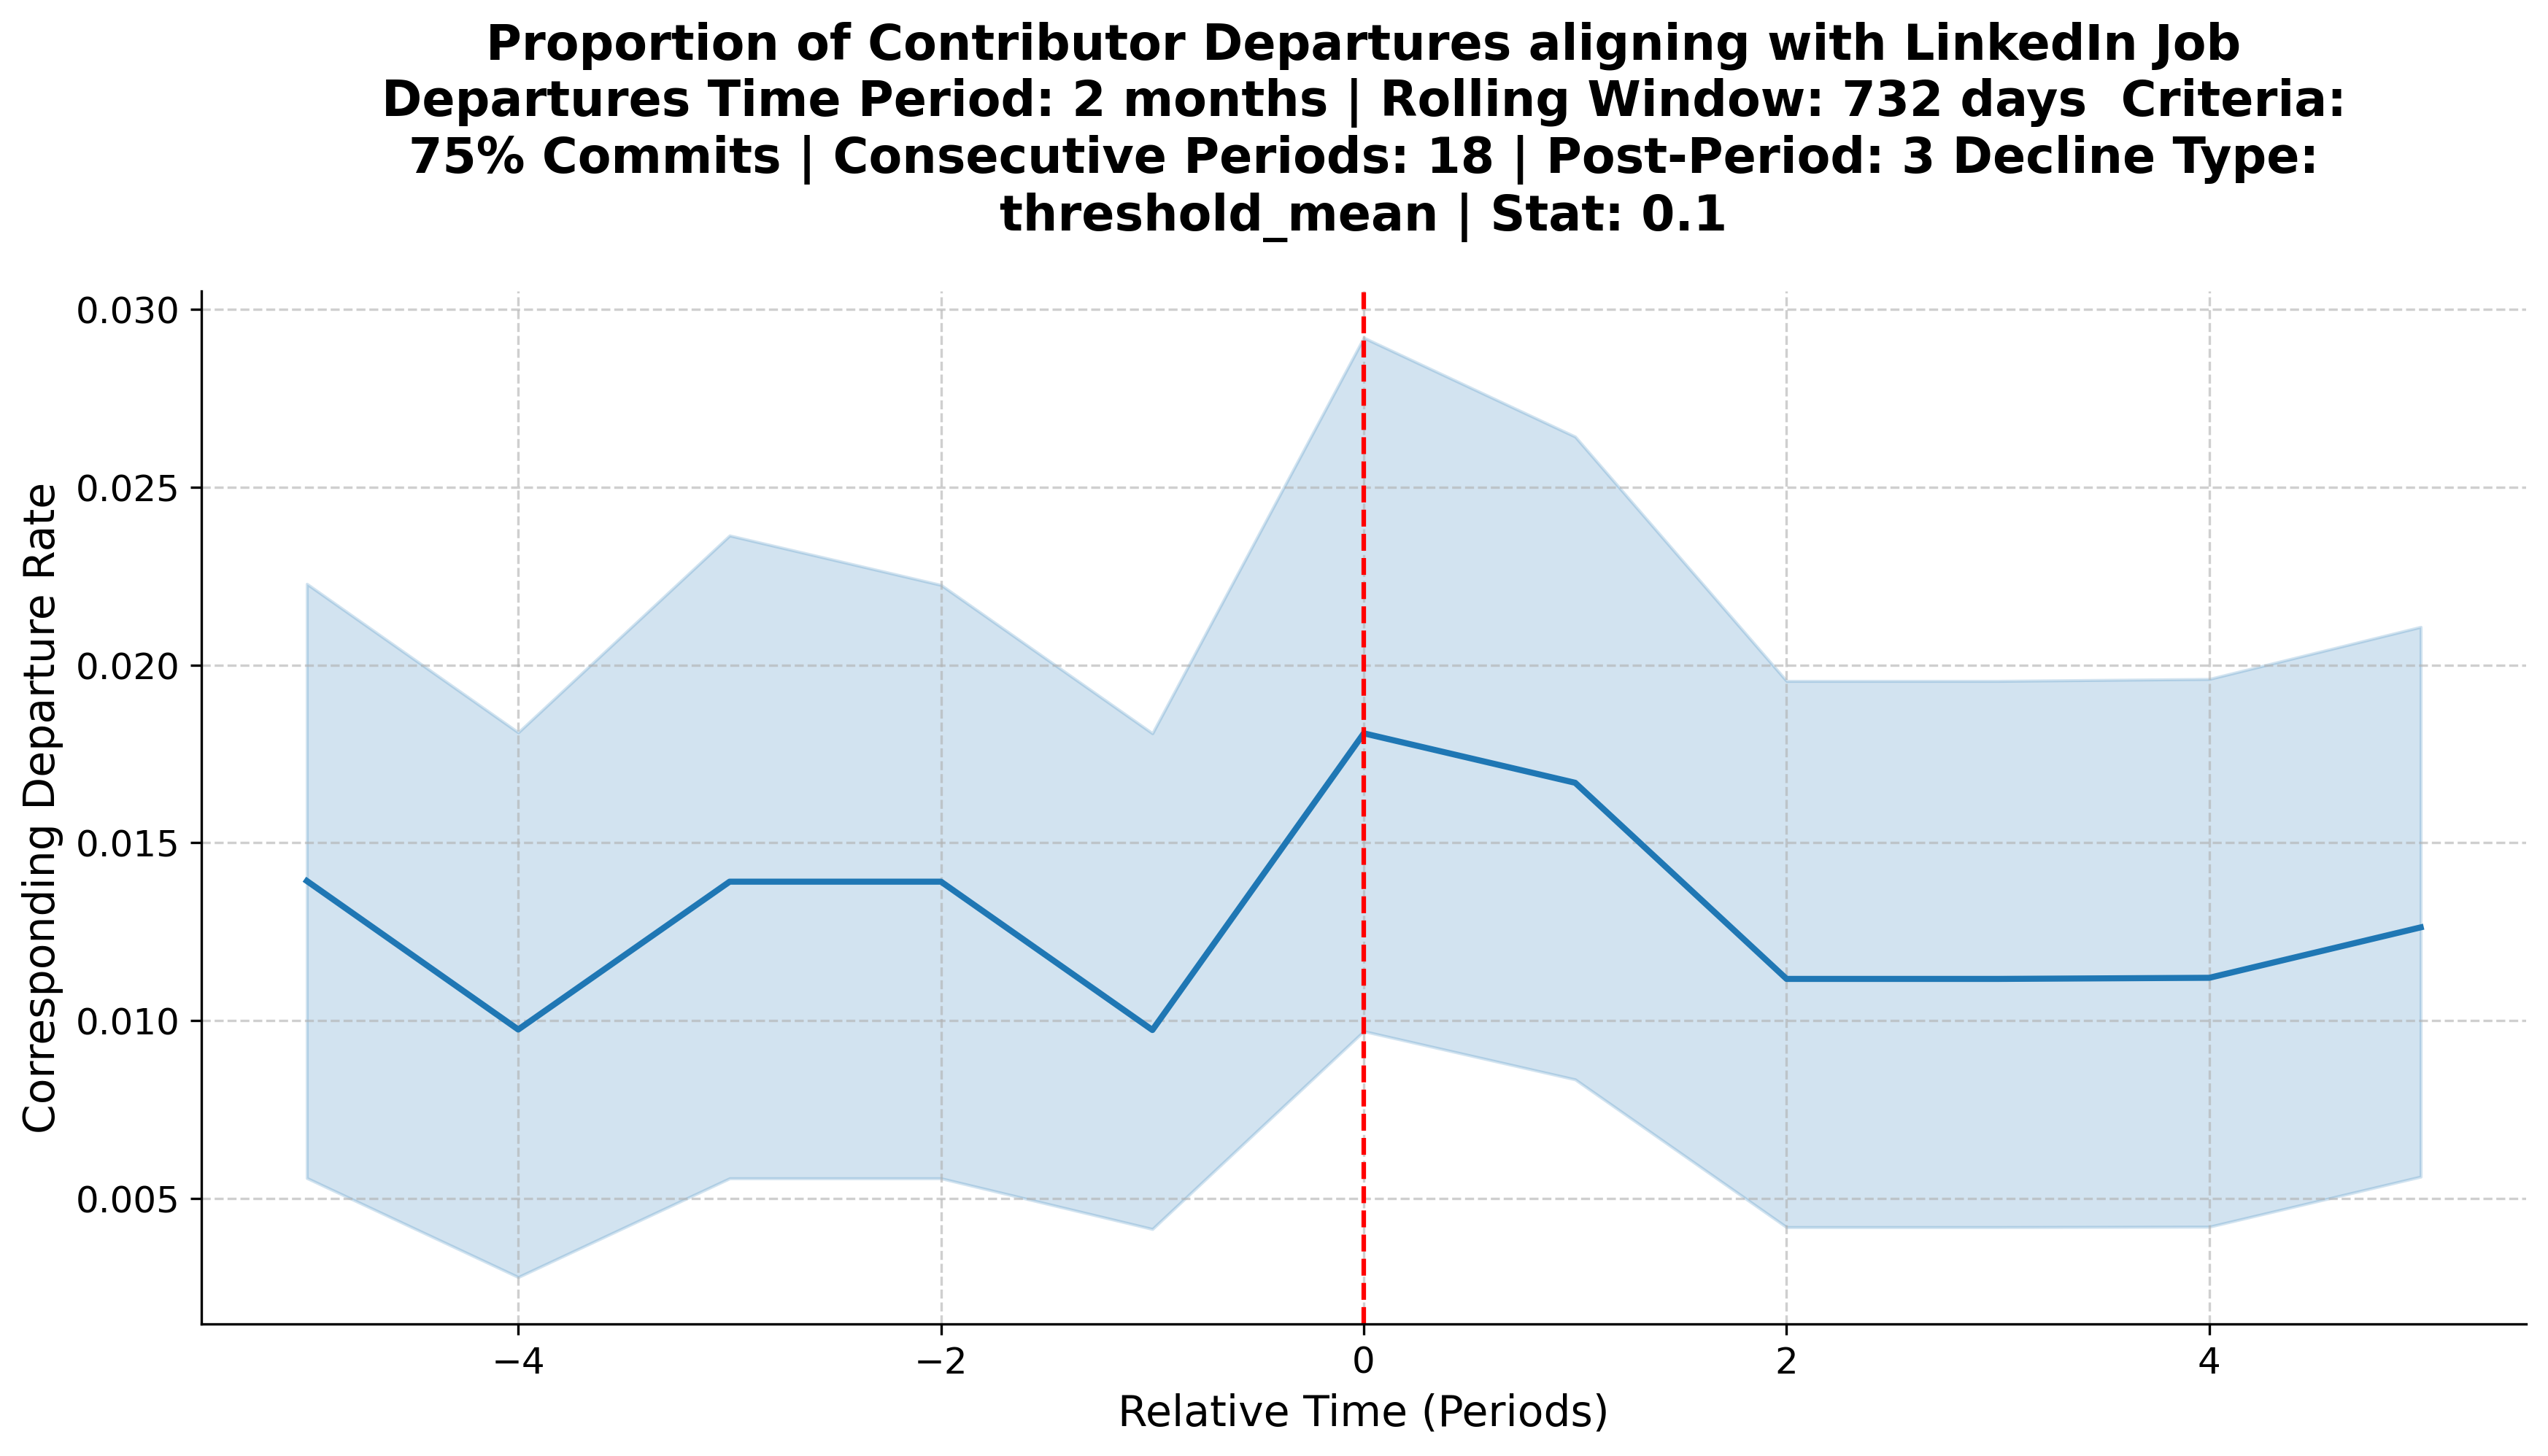 Proportion of Contributor Departures aligning with LinkedIn Job
Departures Time Period: 2 months | Rolling Window: 732 days  Criteria:
75% Commits | Consecutive Periods: 18 | Post-Period: 3 Decline Type:
threshold_mean | Stat: 0.1
Corresponding Departure Rate
0.030
0.025
0.020
0.015
0.010
0.005
−4
−2
0
2
4
Relative Time (Periods)